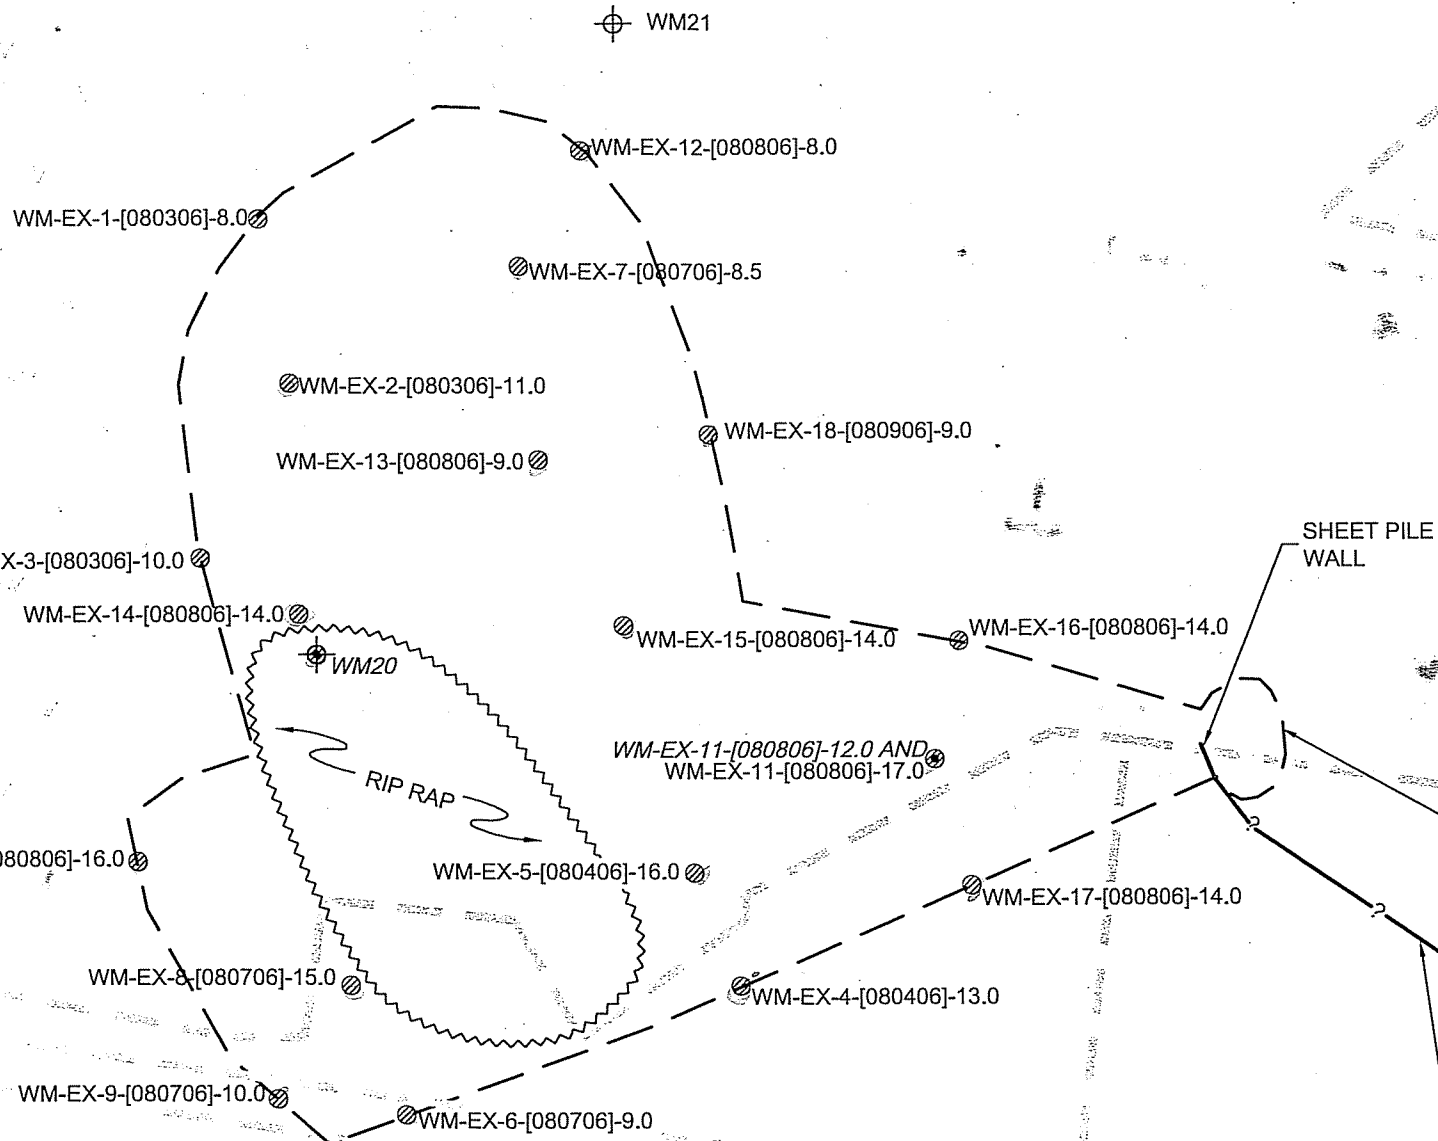 WM21
WM-EX-12-[080806]-8.0
WM-EX-1-[080306]-8.0
WM-EX-7-[080706]-8.5
WM-EX-2-[080306]-11.0
WM-EX-18-[080906]-9.0
WM-EX-13-[080806]-9.0
SHEET PILE
WALL
X-3-[080306]-10.0
WM-EX-14-[080806]-14.0
WM-EX-15-[080806]-14.0
WM-EX-16-[080806]-14.0
WM20
WM-EX-11-[080806]-12.0 AND
WM-EX-11-[080806]-17.0
RIP RAP
?
080806]-16.0
WM-EX-5-[080406]-16.0
WM-EX-17-[080806]-14.0
?
WM-EX-8-[080706]-15.0
WM-EX-4-[080406]-13.0
WM-EX-9-[080706]-10.0
WM-EX-6-[080706]-9.0